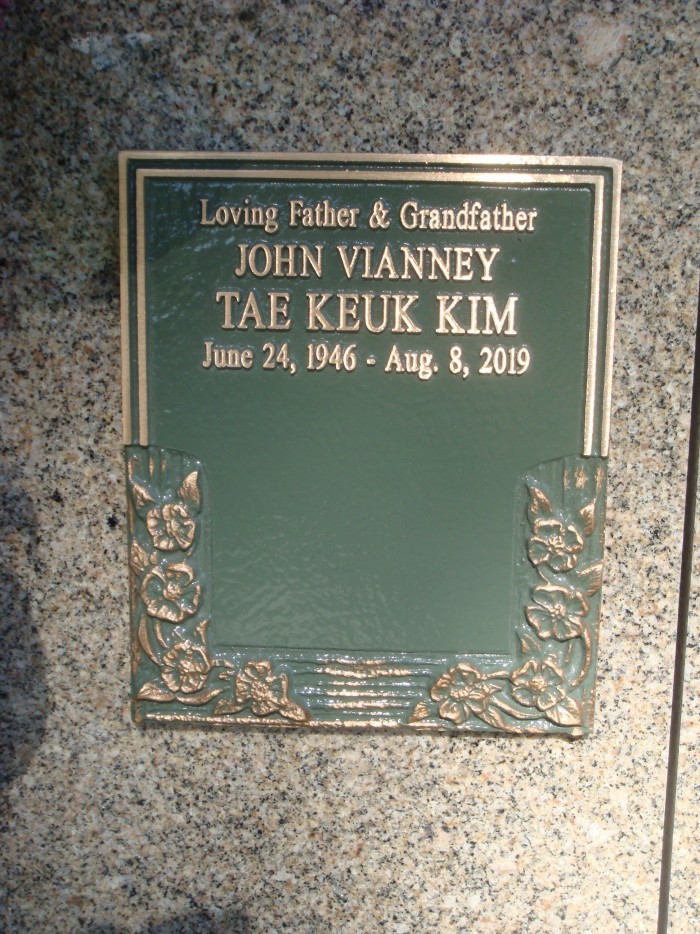 Loving Father & Grandfather
JOHN VIANNEY
TAE KEUK KIM
June 24, 1946 - Aug. 8, 2019